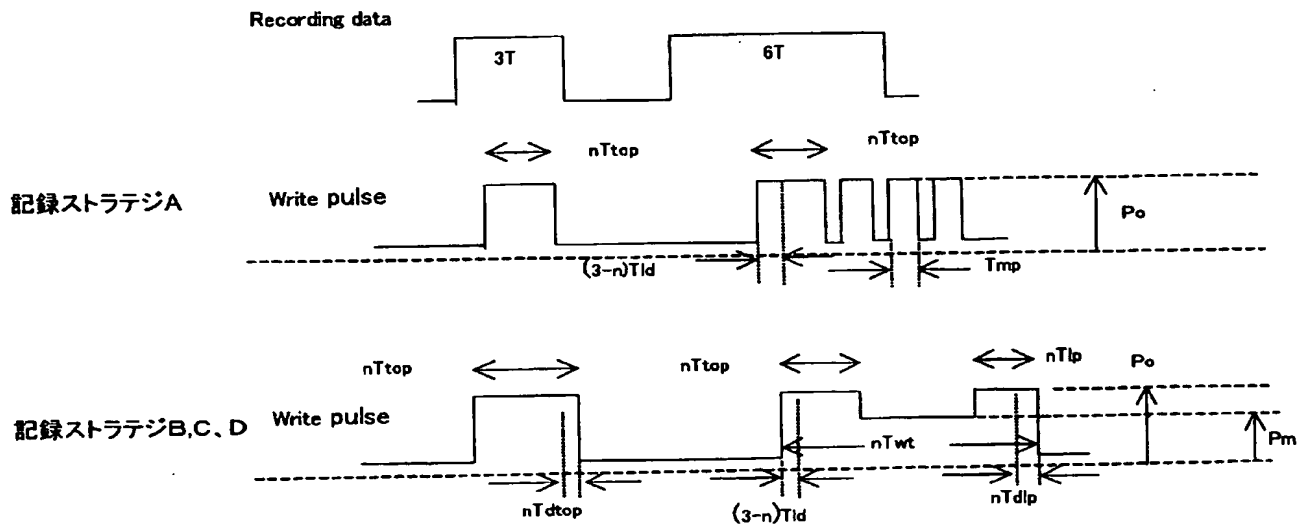 Recording data
3T
6T
nTtop
nTtop
記録ストラテジA
Write pulse
Po
(3-n)Tld
Tmp
nTtop
nTtop
nTlp
Po
記録ストラテジB,C、D
Write pulse
nTwt
Pm
nTdtop
(3-n)Tld
nTdlp